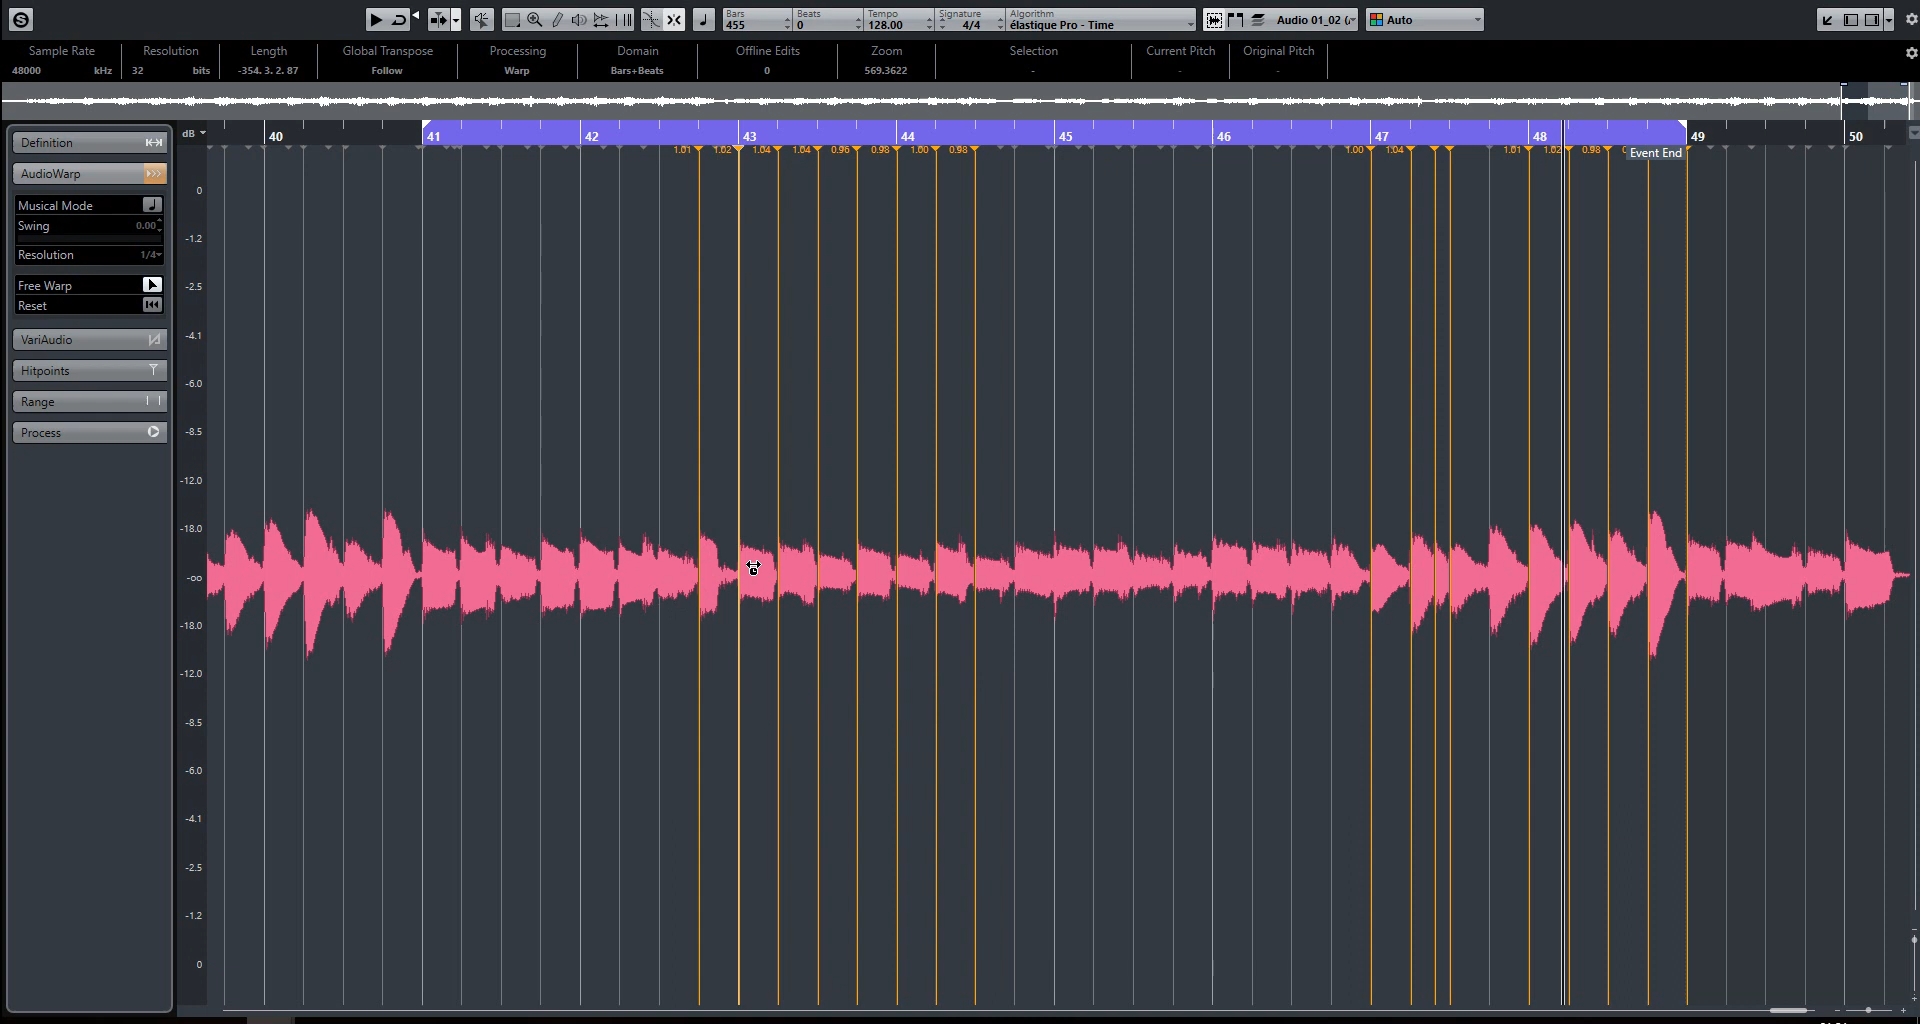 Bars Beats Tempo Signature Algorithm
455 0 128.00 4/4 élastique Pro - Time Audio 01_02 (, Auto
Sample Rate Resolution Length Global Transpose Processing Domain Offline Edits Zoom Selection Current Pitch Original Pitch
48000 kHz 32 bits -354. 3. 2. 87 Follow Warp Bars+Beats 0 569.3622 - - -
dB 40 41 42 43 44 45 46 47 48 49 50
1.01 1.02 1.04 1.04 0.96 0.98 1.00 0.98 1.00 1.04 1.01 1.02 0.98
Event End
Definition
AudioWarp
Musical Mode
Swing 0.00
Resolution 1/4
Free Warp
Reset
VariAudio
Hitpoints
Range
Process
0
-1.2
-2.5
-4.1
-6.0
-8.5
-12.0
-18.0
-oo
-18.0
-12.0
-8.5
-6.0
-4.1
-2.5
-1.2
0